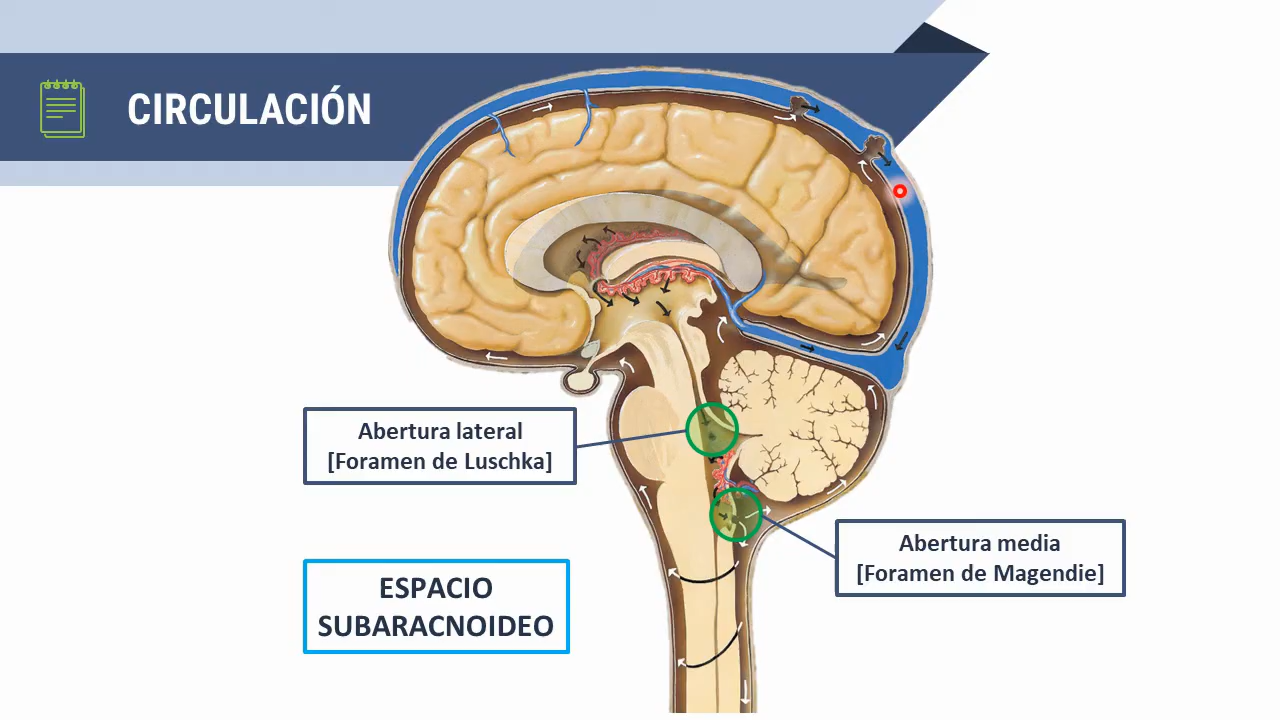 CIRCULACIÓN
Abertura lateral
[Foramen de Luschka]
Abertura media
[Foramen de Magendie]
ESPACIO
SUBARACNOIDEO